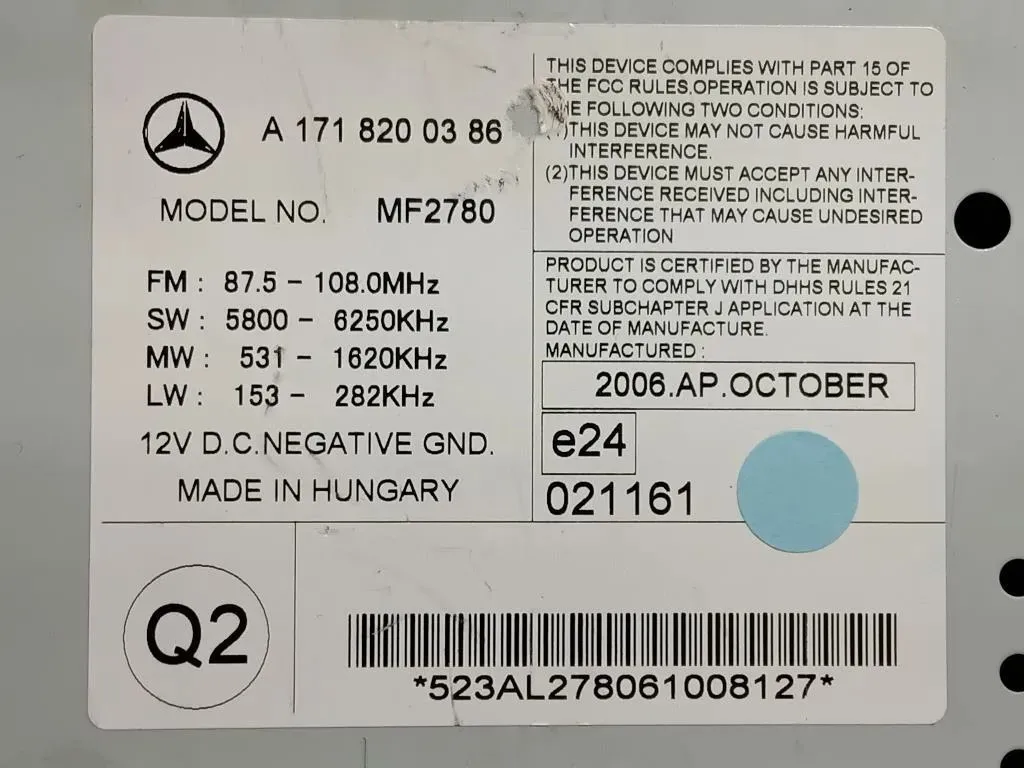 A 171 820 03 86
MODEL NO. MF2780
FM : 87.5 - 108.0MHz
SW : 5800 - 6250KHz
MW : 531 - 1620KHz
LW : 153 - 282KHz
12V D.C.NEGATIVE GND.
MADE IN HUNGARY
THIS DEVICE COMPLIES WITH PART 15 OF
THE FCC RULES,OPERATION IS SUBJECT TO
THE FOLLOWING TWO CONDITIONS:
(1)THIS DEVICE MAY NOT CAUSE HARMFUL
INTERFERENCE.
(2)THIS DEVICE MUST ACCEPT ANY INTER-
FERENCE RECEIVED INCLUDING INTER-
FERENCE THAT MAY CAUSE UNDESIRED
OPERATION
PRODUCT IS CERTIFIED BY THE MANUFAC-
TURER TO COMPLY WITH DHHS RULES 21
CFR SUBCHAPTER J APPLICATION AT THE
DATE OF MANUFACTURE.
MANUFACTURED :
2006.AP.OCTOBER
e24
021161
Q2
*523AL278061008127*